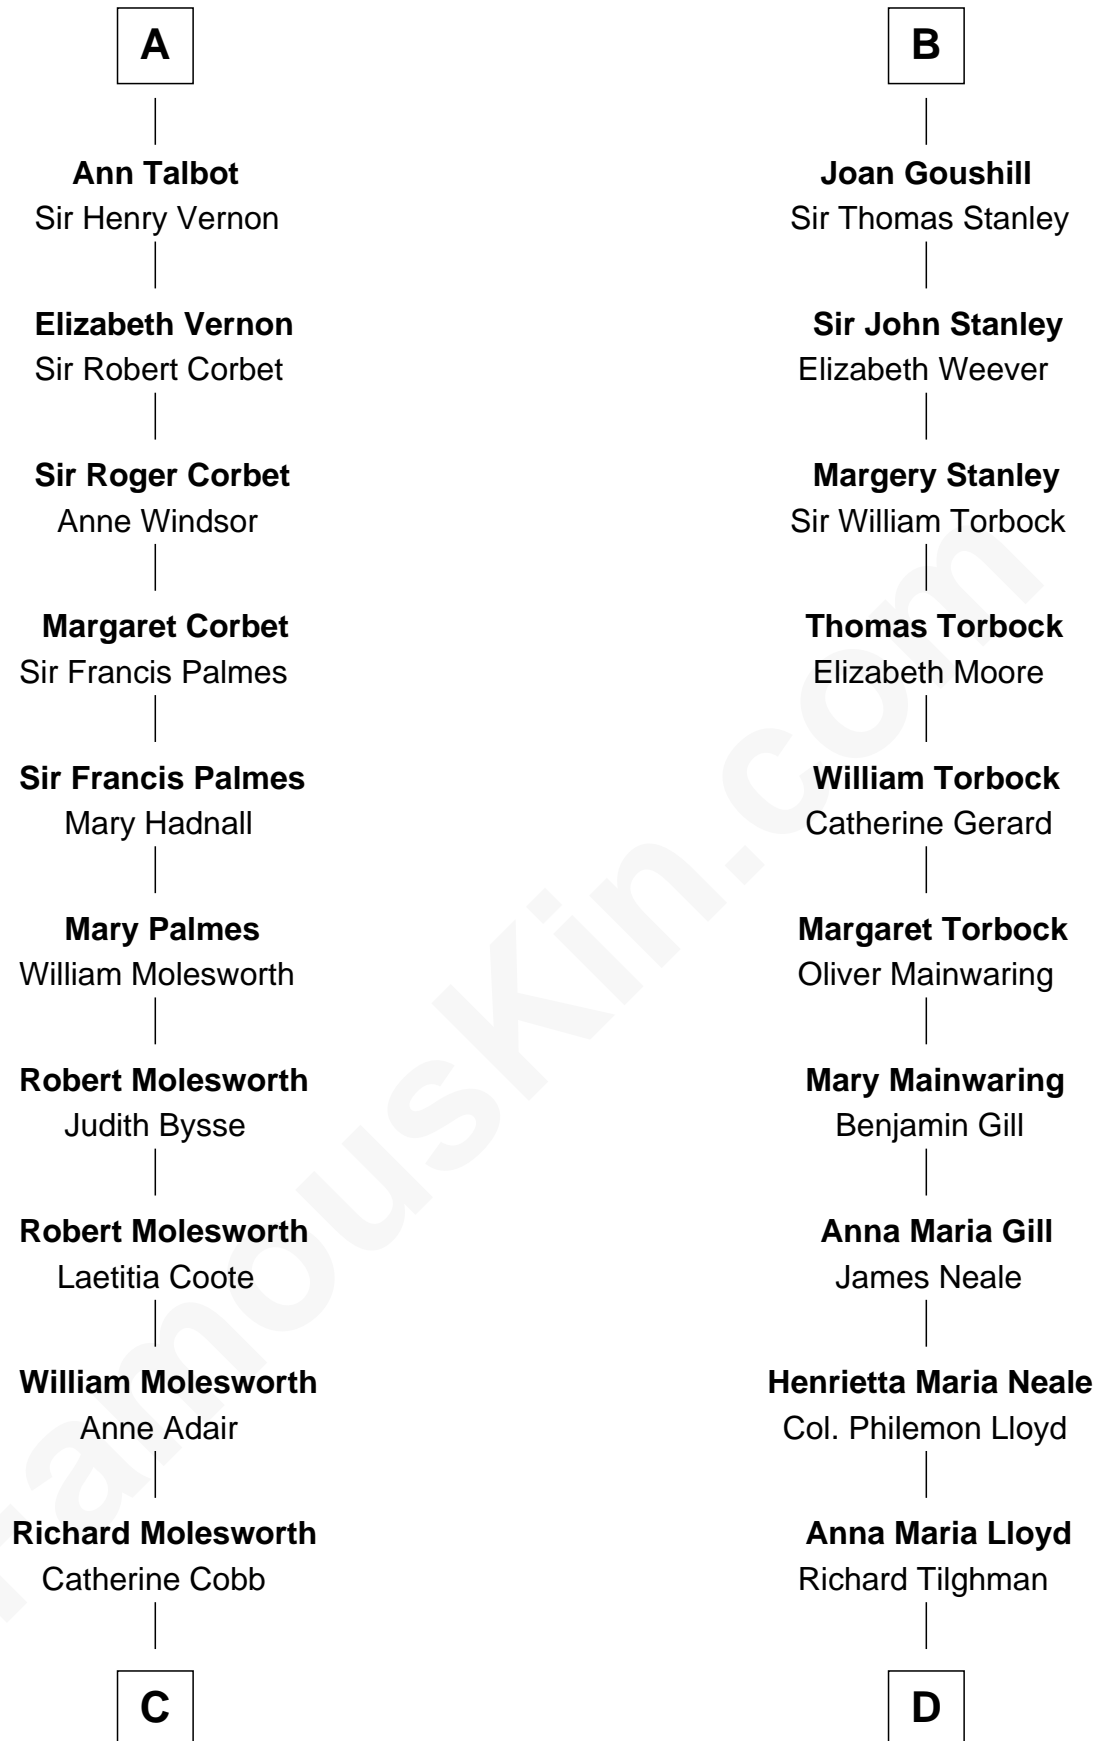 A
Ann Talbot
Sir Henry Vernon
Elizabeth Vernon
Sir Robert Corbet
Sir Roger Corbet
Anne Windsor
Margaret Corbet
Sir Francis Palmes
Sir Francis Palmes
Mary Hadnall
Mary Palmes
William Molesworth
Robert Molesworth
Judith Bysse
Robert Molesworth
Laetitia Coote
William Molesworth
Anne Adair
Richard Molesworth
Catherine Cobb
C
B
Joan Goushill
Sir Thomas Stanley
Sir John Stanley
Elizabeth Weever
Margery Stanley
Sir William Torbock
Thomas Torbock
Elizabeth Moore
William Torbock
Catherine Gerard
Margaret Torbock
Oliver Mainwaring
Mary Mainwaring
Benjamin Gill
Anna Maria Gill
James Neale
Henrietta Maria Neale
Col. Philemon Lloyd
Anna Maria Lloyd
Richard Tilghman
D
FamousKin.com